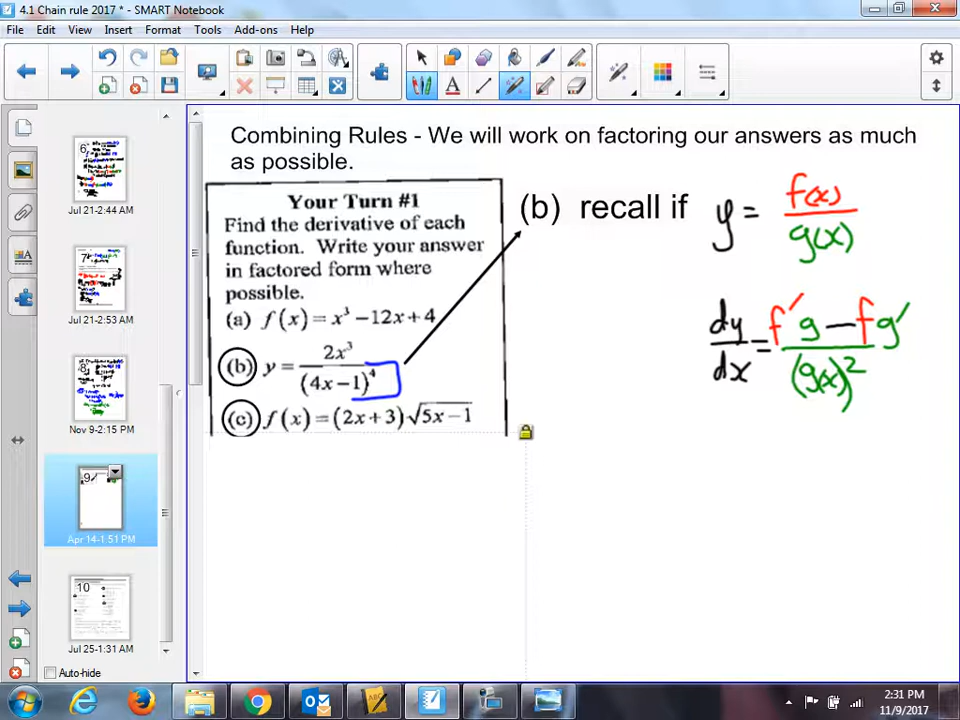 4.1 Chain rule 2017 * - SMART Notebook
File Edit View Insert Format Tools Add-ons Help
6
Jul 21-2:44 AM
7
Jul 21-2:53 AM
8
Nov 9-2:15 PM
9
Apr 14-1:51 PM
10
Jul 25-1:31 AM
Auto-hide
Combining Rules - We will work on factoring our answers as much
as possible.
Your Turn #1
Find the derivative of each
function. Write your answer
in factored form where
possible.
(a) f(x) = x³ − 12x + 4
(b) y = 2x³ / (4x − 1)⁴
(c) f(x) = (2x + 3)√(5x − 1)
(b) recall if y = f(x) / g(x)
dy/dx = f′g − fg′ / (g(x))²
2:31 PM
11/9/2017